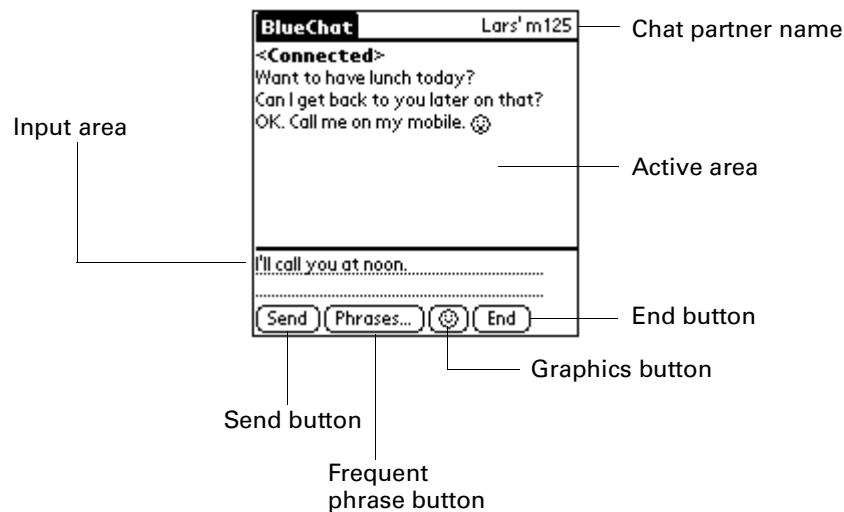 BlueChat Lars' m125
Chat partner name
<Connected>
Want to have lunch today?
Can I get back to you later on that?
OK. Call me on my mobile.
Input area
Active area
I'll call you at noon.
Send Phrases... End
End button
Graphics button
Send button
Frequent
phrase button